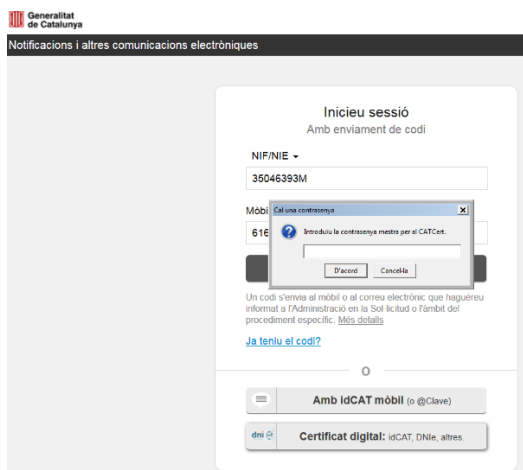 Generalitat
de Catalunya
Notificacions i altres comunicacions electròniques
Inicieu sessió
Amb enviament de codi
NIF/NIE
35046393M
Mòbi
616
Cal una contrasenya
Introduïu la contrasenya mestra per al CATCert.
D'acord Cancel·la
Un codi s'envia al mòbil o al correu electrònic que haguéreu
informat a l'Administració en la Sol·licitud o l'àmbit del
procediment específic. Més detalls
Ja teniu el codi?
O
Amb idCAT mòbil (o @Clave)
dni e
Certificat digital: idCAT, DNIe, altres.